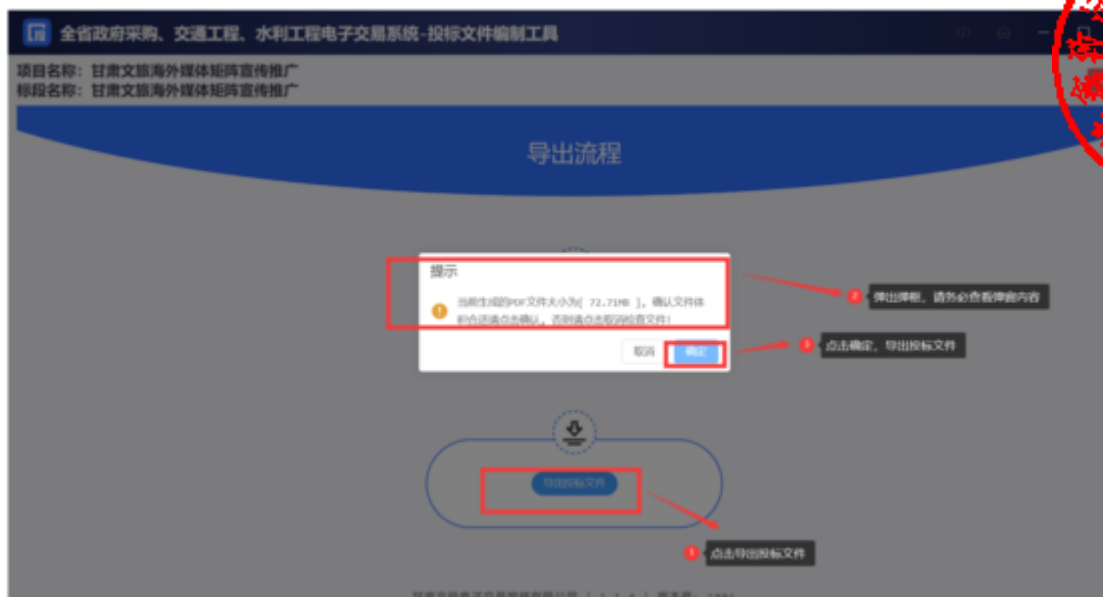 全省政府采购、交通工程、水利工程电子交易系统-投标文件编制工具
项目名称：甘肃文旅海外媒体矩阵宣传推广
标段名称：甘肃文旅海外媒体矩阵宣传推广
导出流程
提示
当前生成的PDF文件大小为[ 72.71MB ]，确认文件体
积合适请点击确认，否则请点击取消检查文件！
取消 确定
2 弹出弹框，请务必查看弹窗内容
3 点击确定，导出投标文件
导出投标文件
1 点击导出投标文件